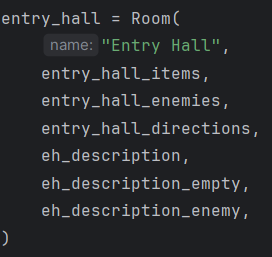 entry_hall = Room(
name: "Entry Hall",
entry_hall_items,
entry_hall_enemies,
entry_hall_directions,
eh_description,
eh_description_empty,
eh_description_enemy,
)